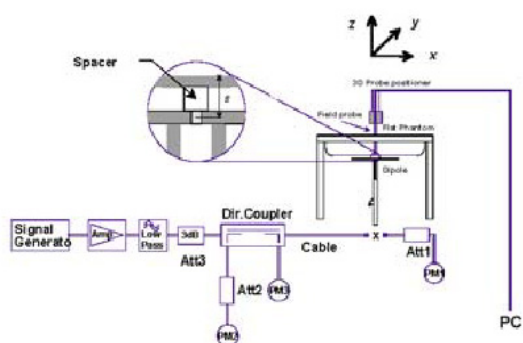 z
y
x
Spacer
s
3D Probe positioner
Field probe
Flat Phantom
Dipole
Signal
Generato
Amp
Low
Pass
3dB
Att3
Dir.Coupler
Cable
x
Att1
PM1
Att2
PM3
PM2
PC